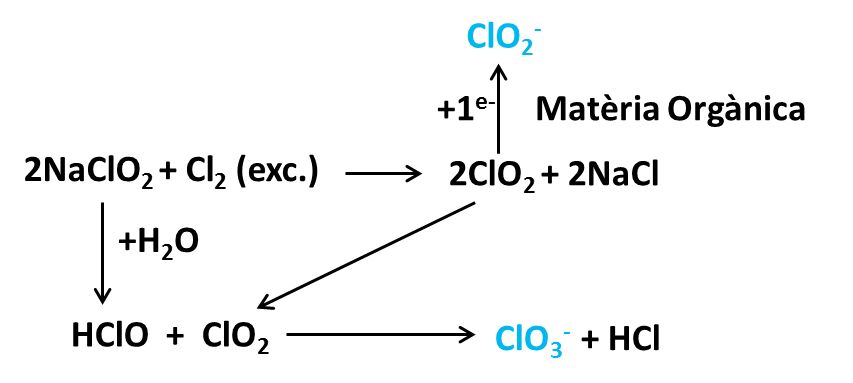 ClO₂⁻
+1e- Matèria Orgànica
2NaClO₂ + Cl₂ (exc.) → 2ClO₂ + 2NaCl
+H₂O
HClO + ClO₂ → ClO₃⁻ + HCl